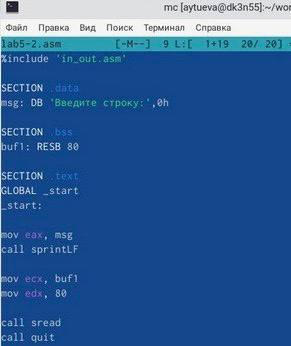 mc [aytueva@dk3n55]:~/wor
Файл Правка Вид Поиск Терминал Справка
lab5-2.asm [-M--] 9 L:[ 1+19 20/ 20]
%include 'in_out.asm'
SECTION .data
msg: DB 'Введите строку:',0h
SECTION .bss
buf1: RESB 80
SECTION .text
GLOBAL _start
_start:
mov eax, msg
call sprintLF
mov ecx, buf1
mov edx, 80
call sread
call quit